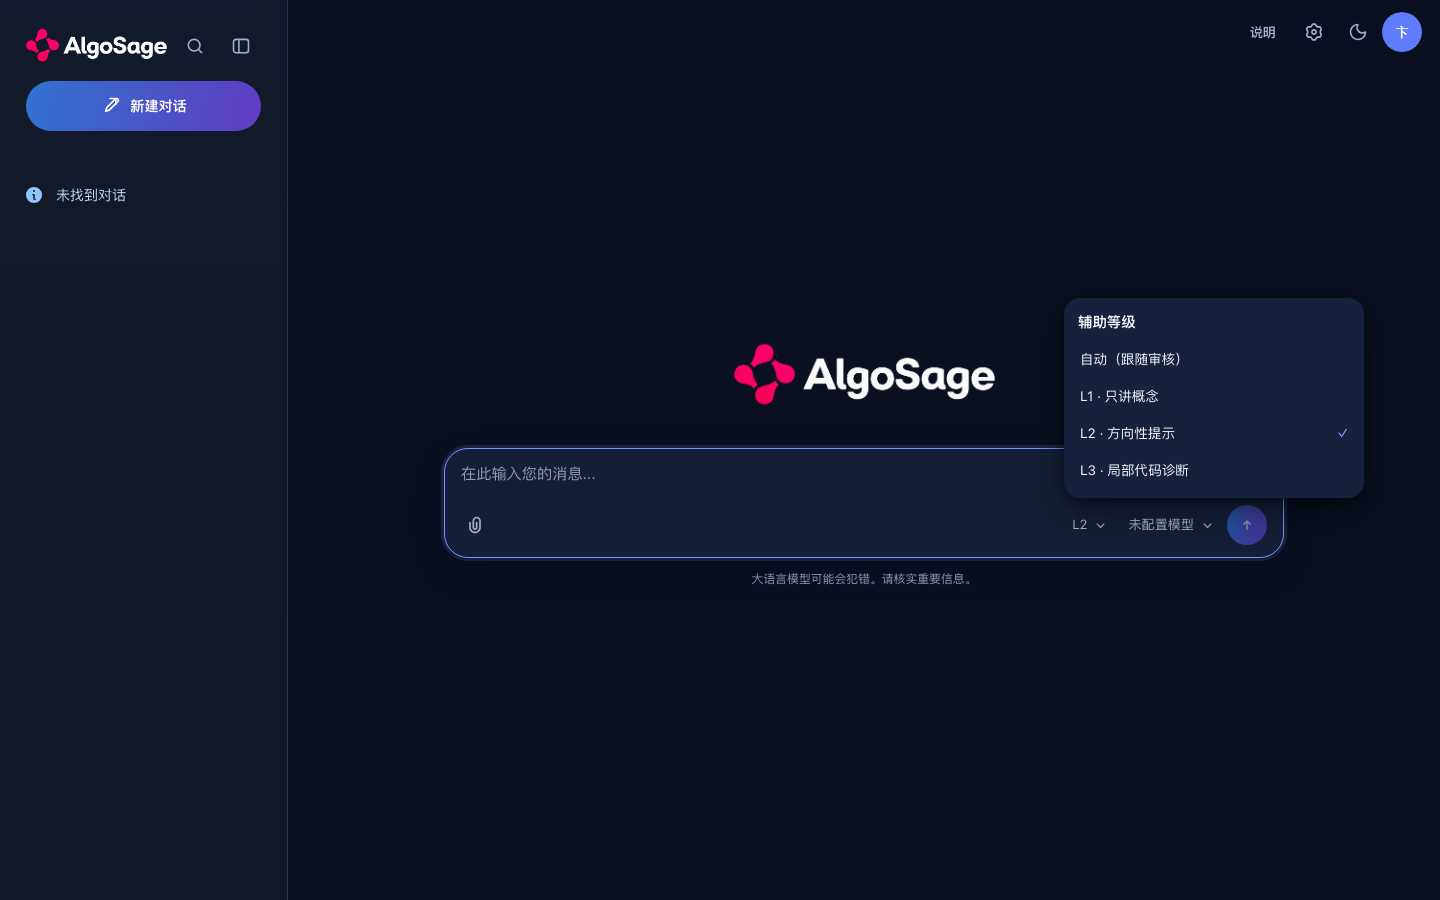 AlgoSage
新建对话
未找到对话
说明
卞
AlgoSage
辅助等级
自动（跟随审核）
L1 · 只讲概念
L2 · 方向性提示
L3 · 局部代码诊断
在此输入您的消息...
L2
未配置模型
大语言模型可能会犯错。请核实重要信息。